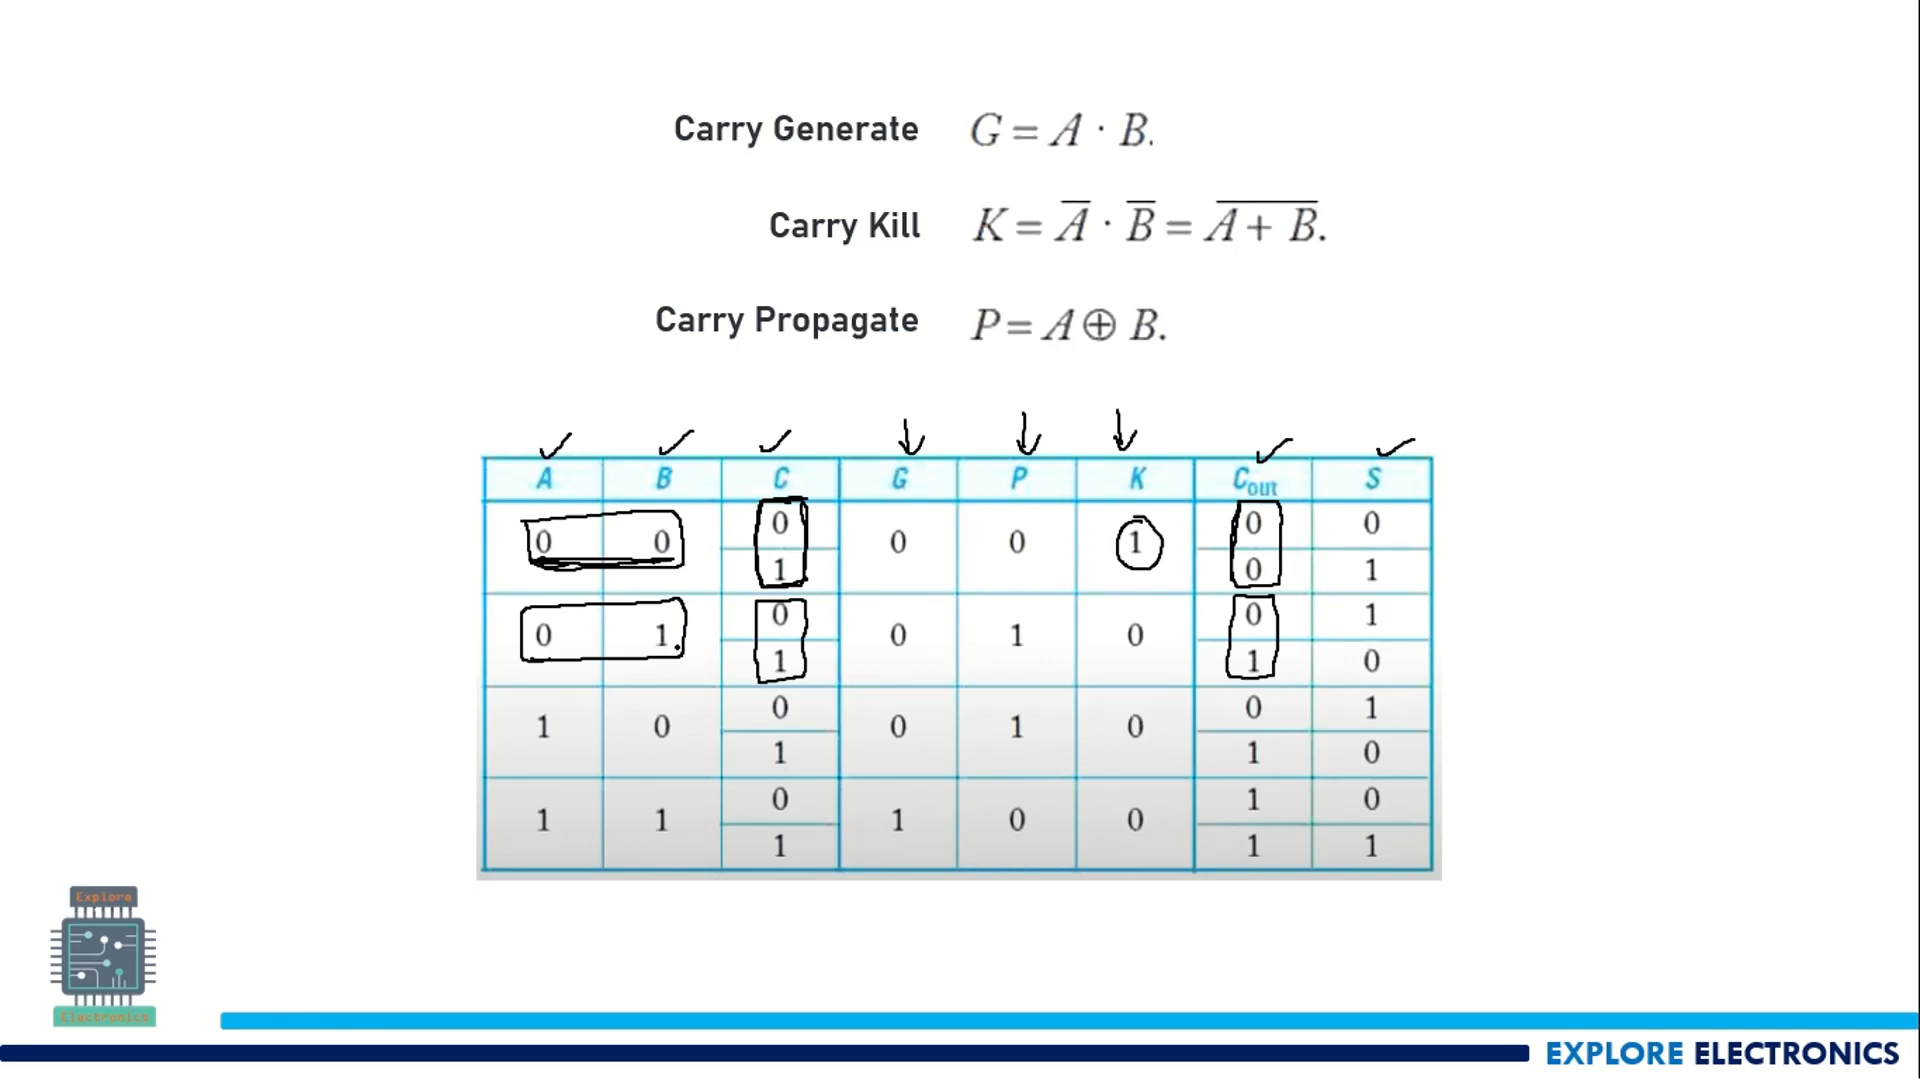 Carry Generate G = A · B.
Carry Kill K = A̅ · B̅ = A̅ ̅+̅ ̅B̅.
Carry Propagate P = A ⊕ B.
A B C G P K Cout S
0 0 0 0 0 1 0 0
1 0 1
0 1 0 0 1 0 0 1
1 1 0
1 0 0 0 1 0 0 1
1 1 0
1 1 0 1 0 0 1 0
1 1 1
Explore
Electronics
EXPLORE ELECTRONICS